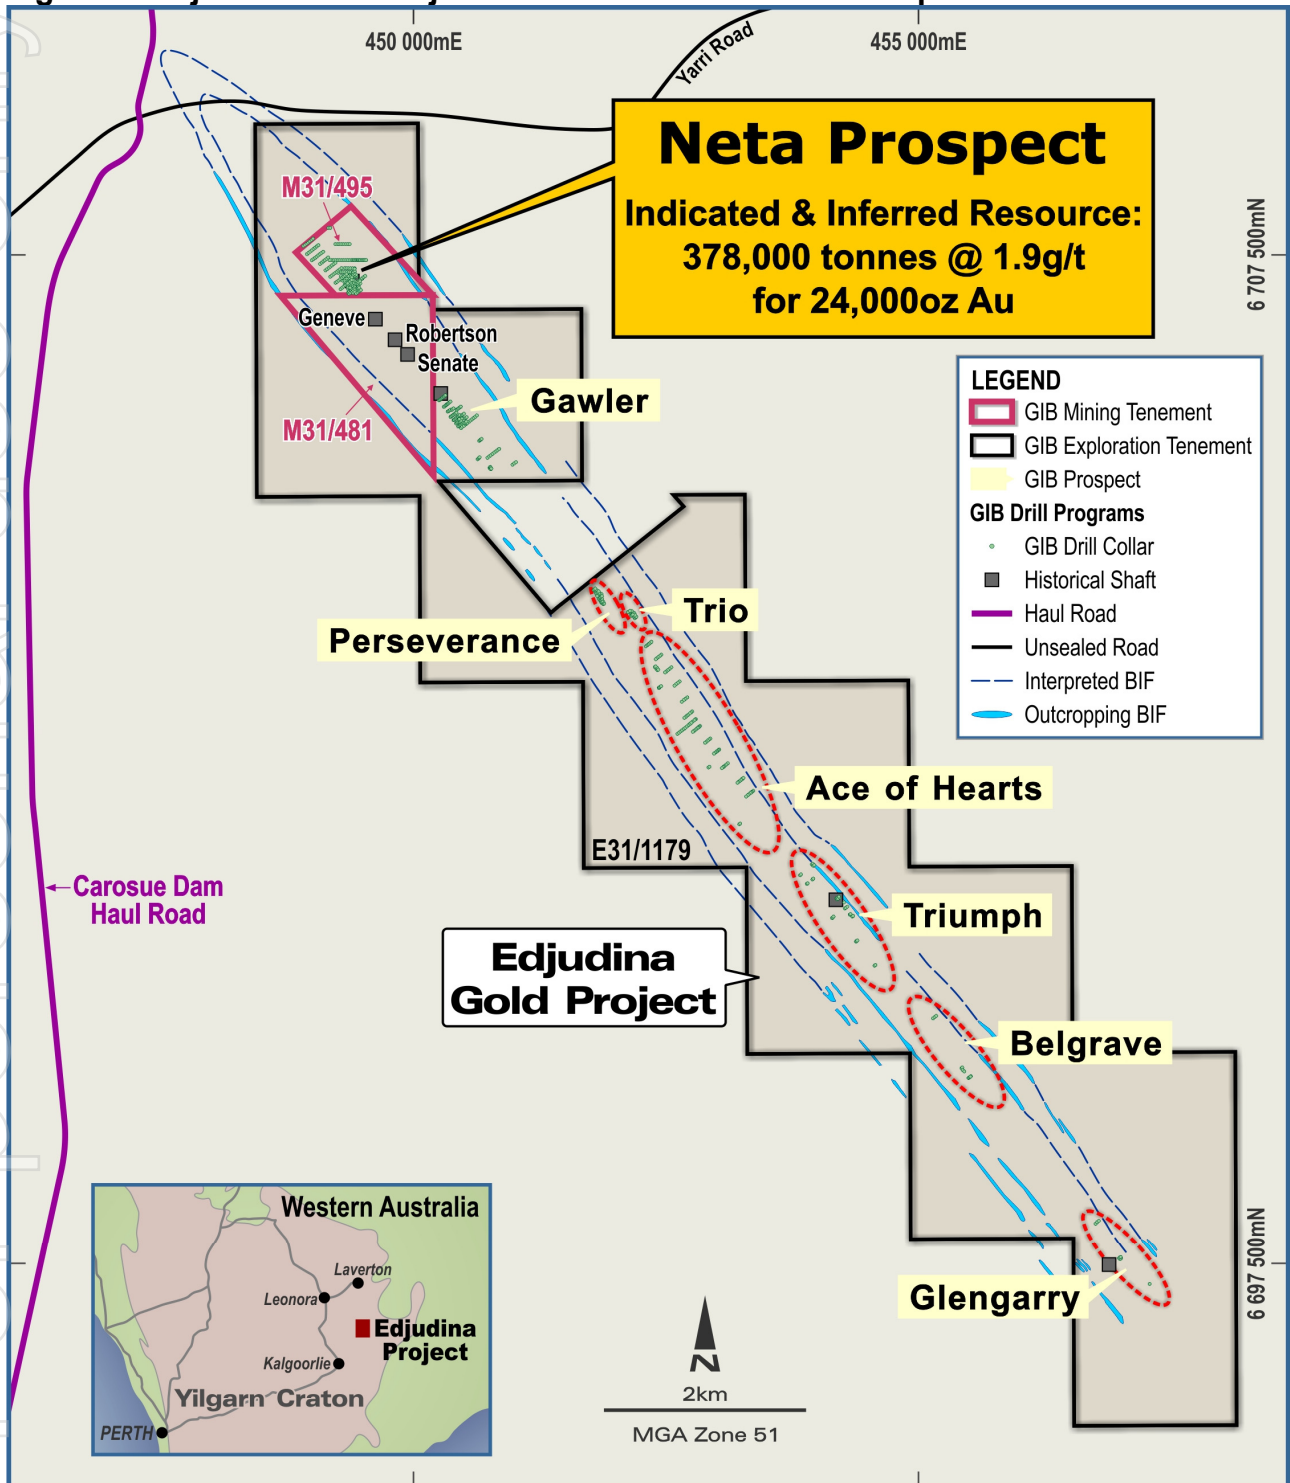 450 000mE
455 000mE
Yarri Road
Neta Prospect
Indicated & Inferred Resource:
378,000 tonnes @ 1.9g/t
for 24,000oz Au
6 707 500mN
M31/495
Geneve
Robertson
Senate
Gawler
M31/481
LEGEND
GIB Mining Tenement
GIB Exploration Tenement
GIB Prospect
GIB Drill Programs
GIB Drill Collar
Historical Shaft
Haul Road
Unsealed Road
Interpreted BIF
Outcropping BIF
Trio
Perseverance
Ace of Hearts
E31/1179
Carosue Dam
Haul Road
Triumph
Edjudina
Gold Project
Belgrave
Glengarry
6 697 500mN
Western Australia
Laverton
Leonora
Edjudina
Project
Kalgoorlie
Yilgarn Craton
PERTH
N
2km
MGA Zone 51